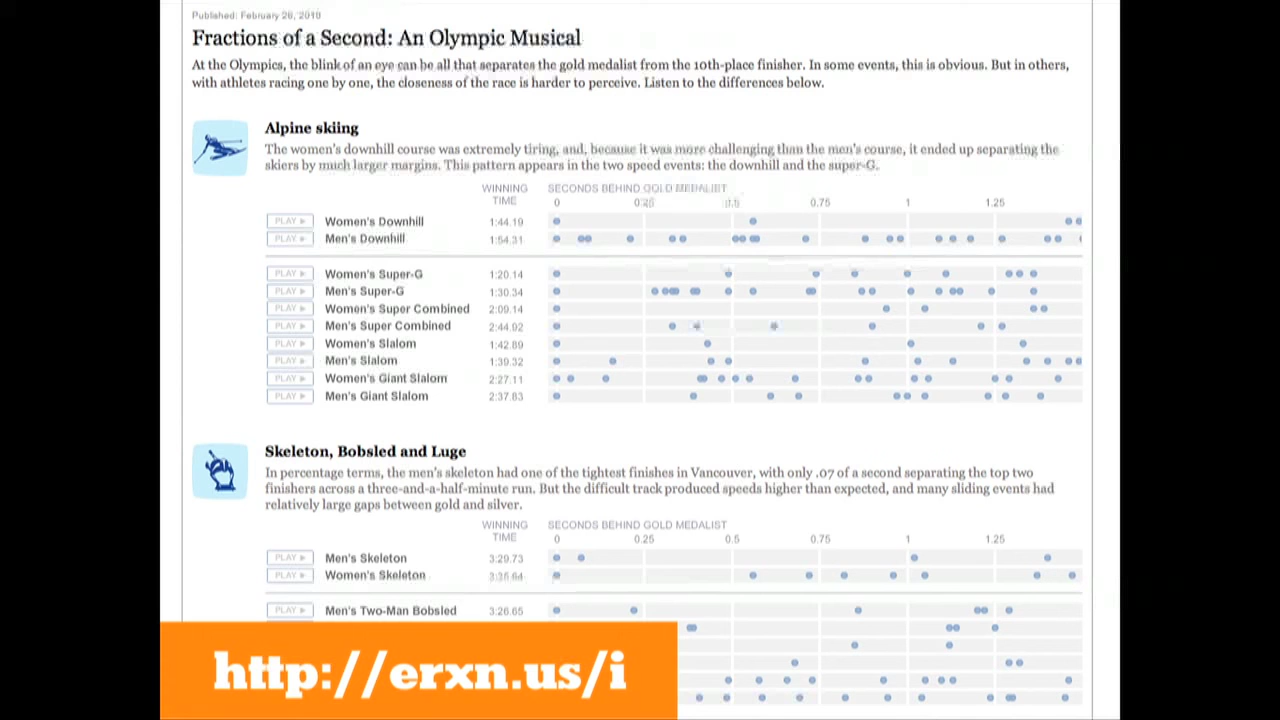 Published: February 26, 2010
Fractions of a Second: An Olympic Musical
At the Olympics, the blink of an eye can be all that separates the gold medalist from the 10th-place finisher. In some events, this is obvious. But in others,
with athletes racing one by one, the closeness of the race is harder to perceive. Listen to the differences below.
Alpine skiing
The women's downhill course was extremely tiring, and, because it was more challenging than the men's course, it ended up separating the
skiers by much larger margins. This pattern appears in the two speed events: the downhill and the super-G.
WINNING TIME SECONDS BEHIND GOLD MEDALIST
0 0.25 0.5 0.75 1 1.25
PLAY Women's Downhill 1:44.19
PLAY Men's Downhill 1:54.31
PLAY Women's Super-G 1:20.14
PLAY Men's Super-G 1:30.34
PLAY Women's Super Combined 2:09.14
PLAY Men's Super Combined 2:44.92
PLAY Women's Slalom 1:42.89
PLAY Men's Slalom 1:39.32
PLAY Women's Giant Slalom 2:27.11
PLAY Men's Giant Slalom 2:37.83
Skeleton, Bobsled and Luge
In percentage terms, the men's skeleton had one of the tightest finishes in Vancouver, with only .07 of a second separating the top two
finishers across a three-and-a-half-minute run. But the difficult track produced speeds higher than expected, and many sliding events had
relatively large gaps between gold and silver.
WINNING TIME SECONDS BEHIND GOLD MEDALIST
0 0.25 0.5 0.75 1 1.25
PLAY Men's Skeleton 3:29.73
PLAY Women's Skeleton 3:35.64
PLAY Men's Two-Man Bobsled 3:26.65
http://erxn.us/i